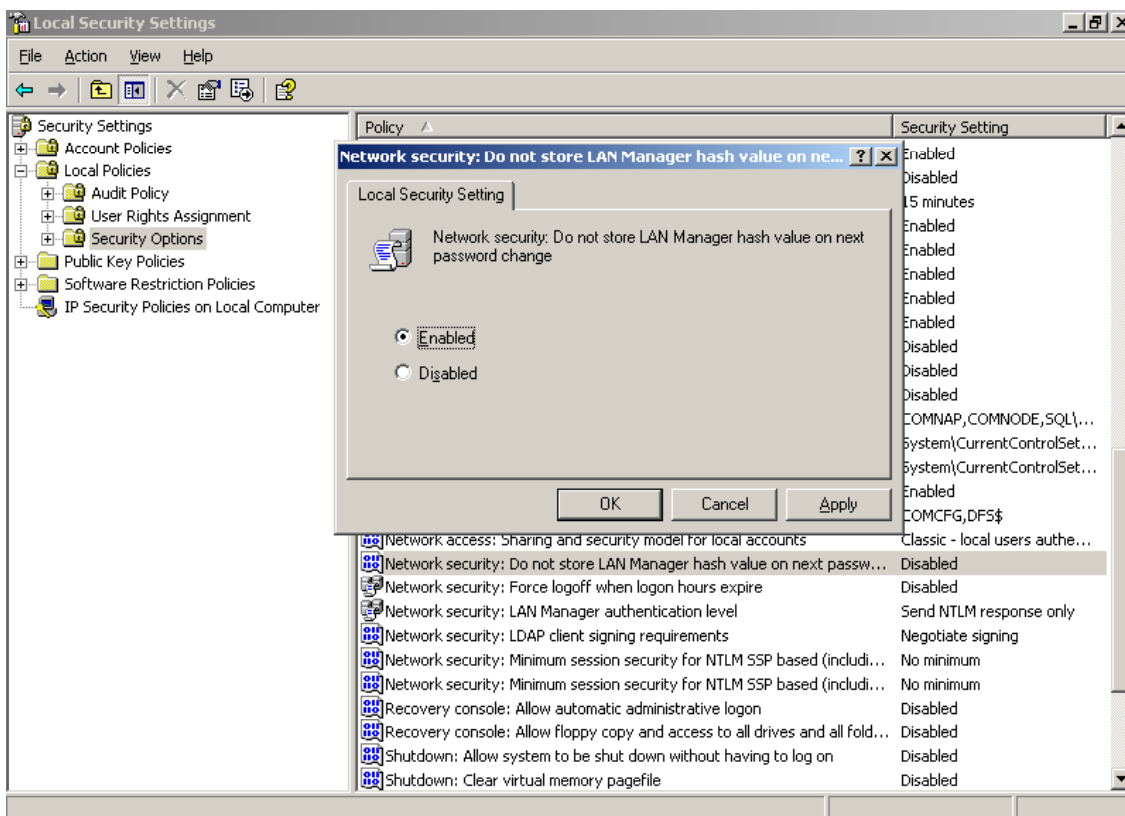 Local Security Settings
File Action View Help
Security Settings
Account Policies
Local Policies
Audit Policy
User Rights Assignment
Security Options
Public Key Policies
Software Restriction Policies
IP Security Policies on Local Computer
Policy Security Setting
Enabled
Disabled
15 minutes
Enabled
Enabled
Enabled
Enabled
Enabled
Disabled
Disabled
Disabled
COMNAP,COMNODE,SQL\...
System\CurrentControlSet...
System\CurrentControlSet...
Enabled
COMCFG,DFS$
Network security: Do not store LAN Manager hash value on ne...
Local Security Setting
Network security: Do not store LAN Manager hash value on next
password change
Enabled
Disabled
OK Cancel Apply
Network access: Sharing and security model for local accounts Classic - local users authe...
Network security: Do not store LAN Manager hash value on next passw... Disabled
Network security: Force logoff when logon hours expire Disabled
Network security: LAN Manager authentication level Send NTLM response only
Network security: LDAP client signing requirements Negotiate signing
Network security: Minimum session security for NTLM SSP based (includi... No minimum
Network security: Minimum session security for NTLM SSP based (includi... No minimum
Recovery console: Allow automatic administrative logon Disabled
Recovery console: Allow floppy copy and access to all drives and all fold... Disabled
Shutdown: Allow system to be shut down without having to log on Disabled
Shutdown: Clear virtual memory pagefile Disabled